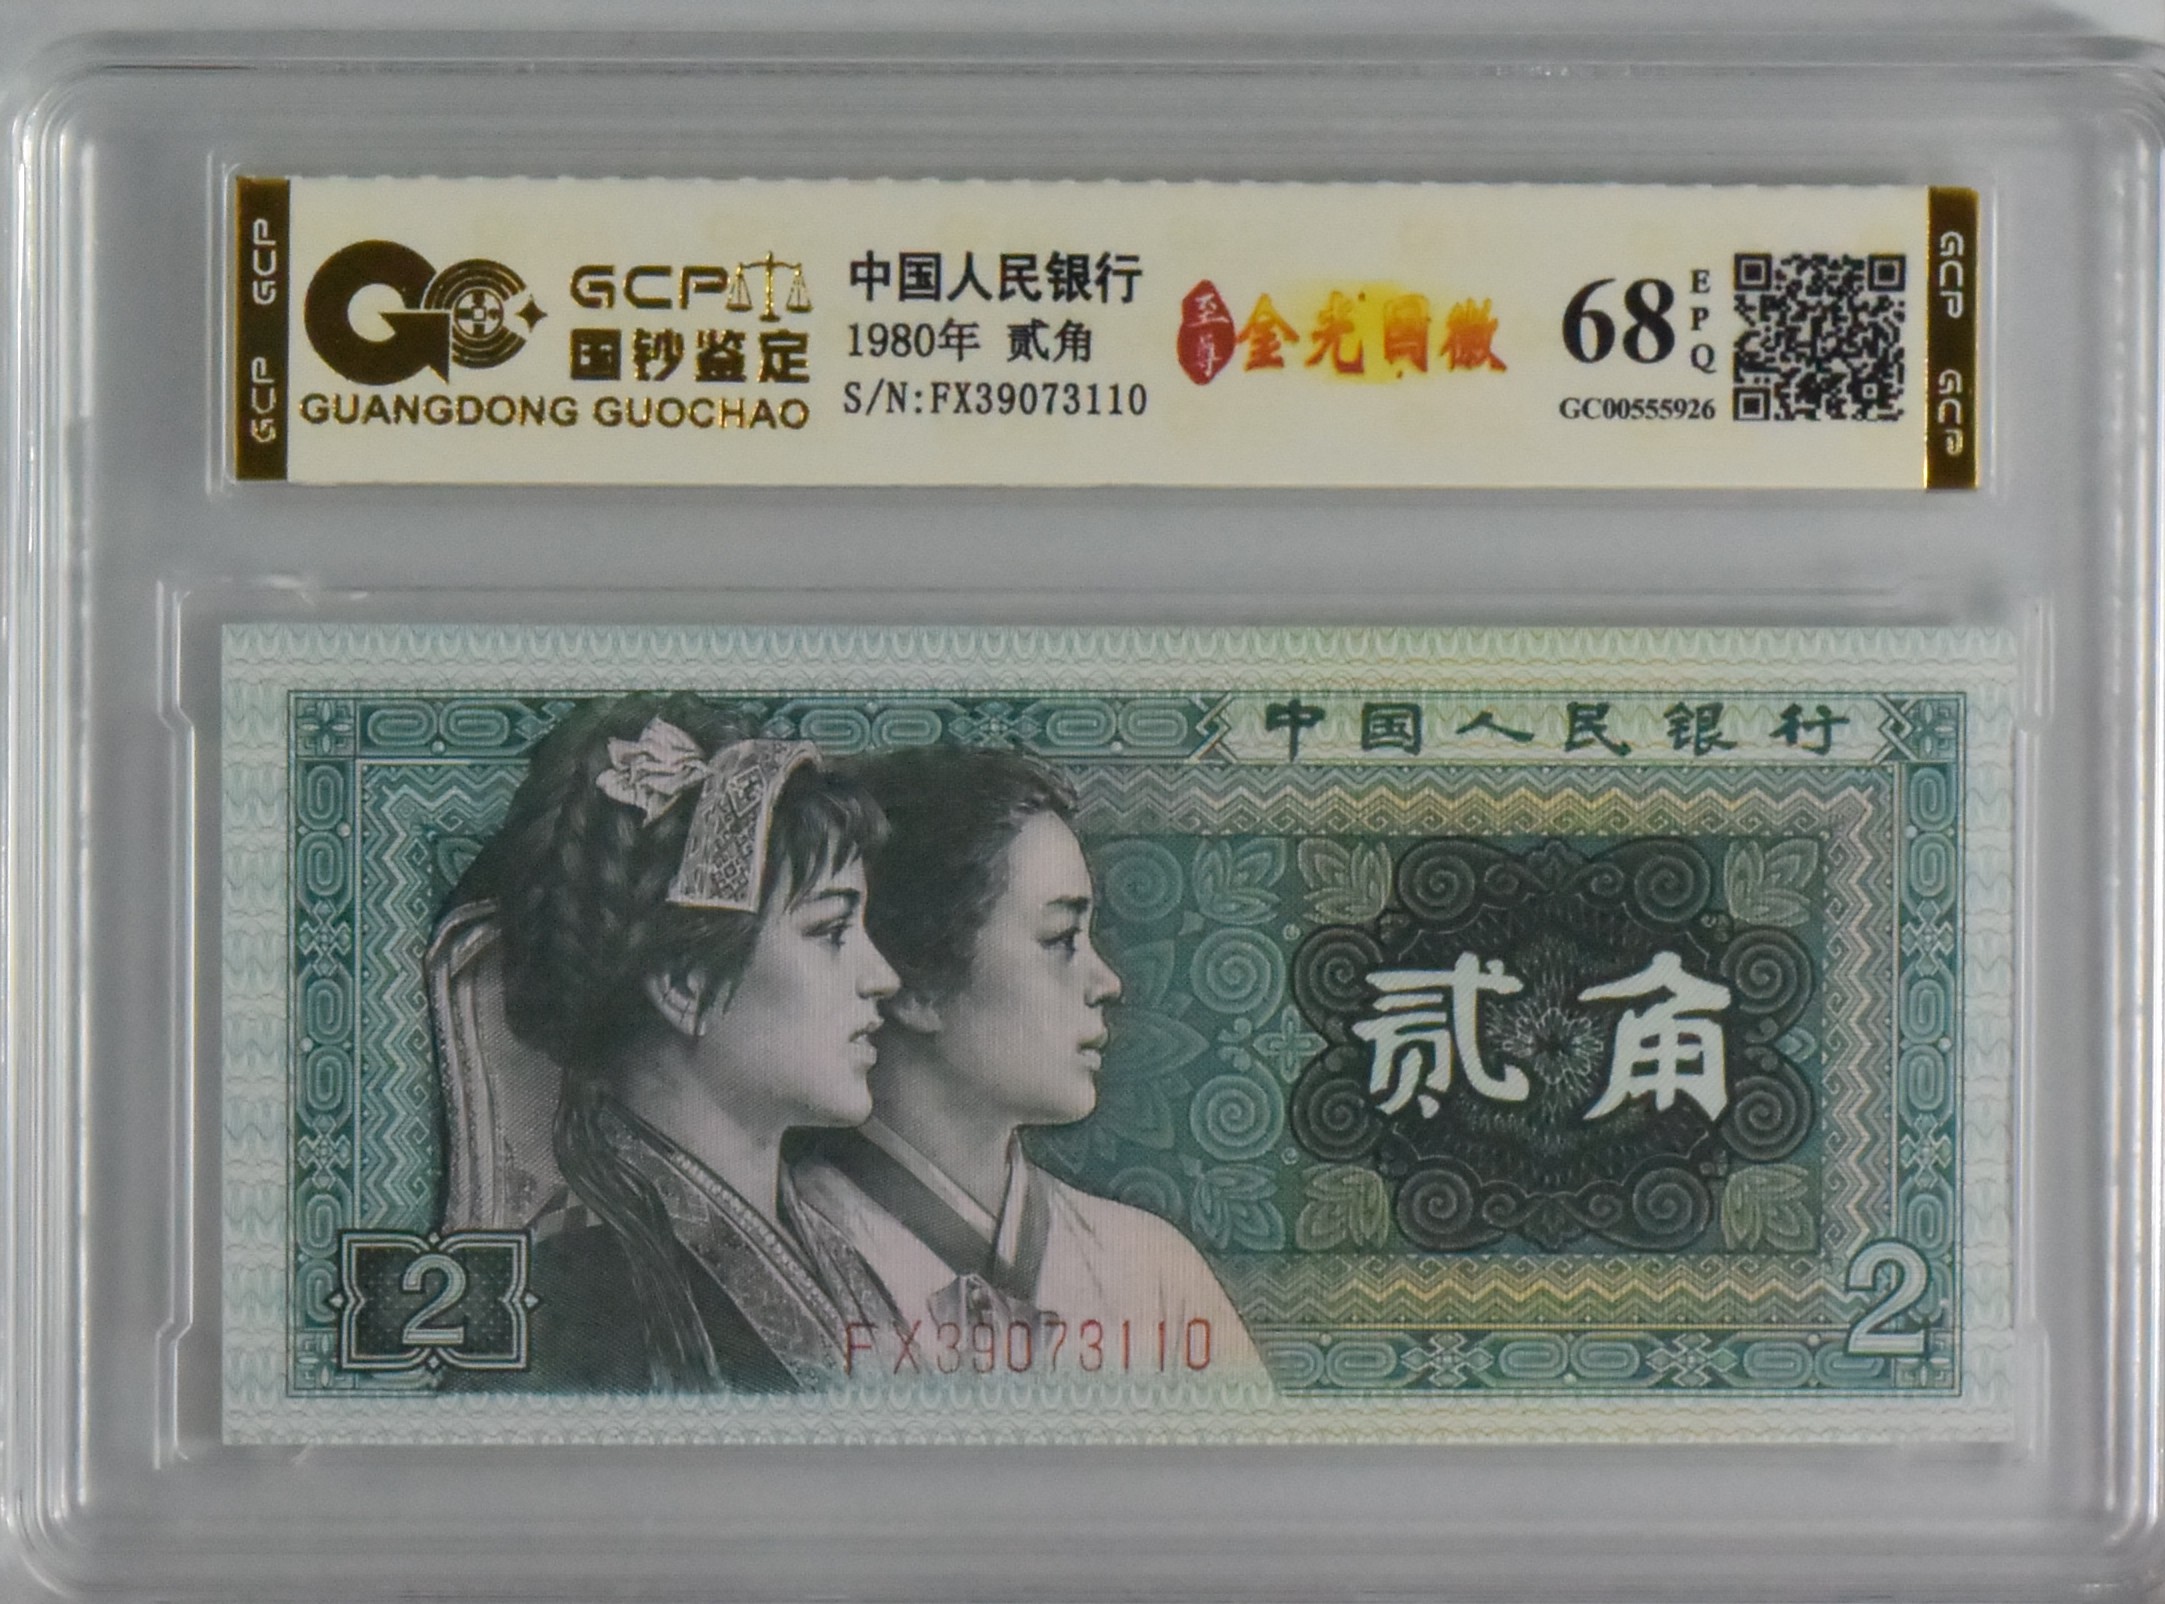 GCP GCP
GCP
国钞鉴定
GUANGDONG GUOCHAO
中国人民银行
1980年 贰角
S/N:FX39073110
至尊
金光国徽
68
EPQ
GC00555926
GCP GCP
中国人民银行
贰角
2
2
FX39073110